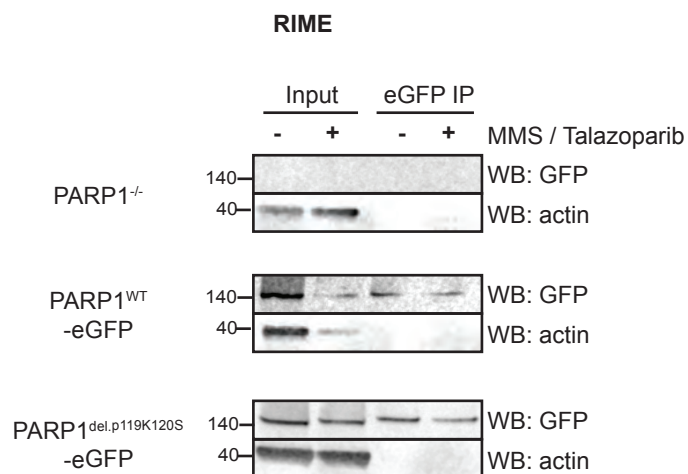 RIME
Input eGFP IP
- + - + MMS / Talazoparib
140 WB: GFP
PARP1-/-
40 WB: actin
PARP1WT
-eGFP
140 WB: GFP
40 WB: actin
PARP1del.p119K120S
-eGFP
140 WB: GFP
40 WB: actin